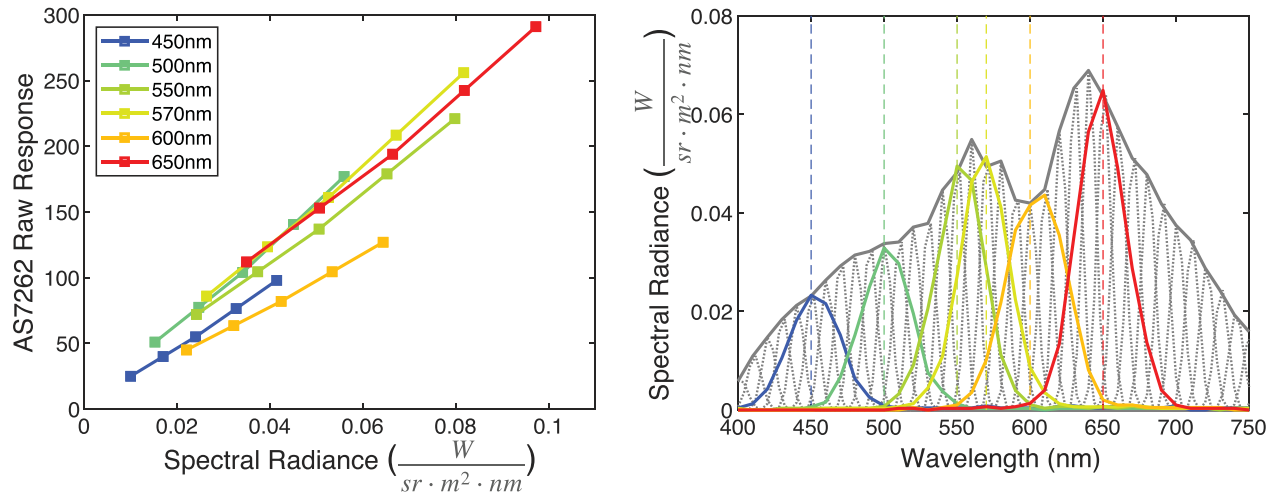 300
250
200
150
100
50
0
AS7262 Raw Response
450nm
500nm
550nm
570nm
600nm
650nm
0 0.02 0.04 0.06 0.08 0.1
Spectral Radiance (W / sr · m² · nm)
0.08
0.06
0.04
0.02
0
Spectral Radiance (W / sr · m² · nm)
400 450 500 550 600 650 700 750
Wavelength (nm)